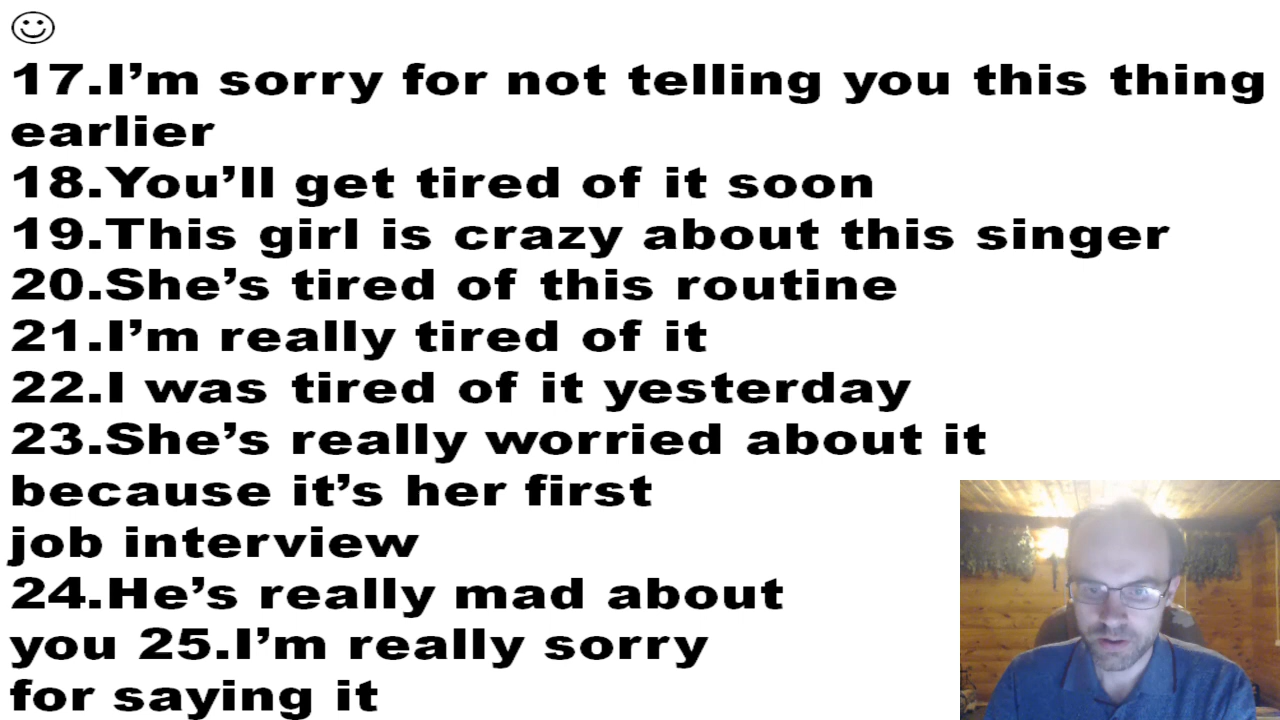 17.I’m sorry for not telling you this thing
earlier
18.You’ll get tired of it soon
19.This girl is crazy about this singer
20.She’s tired of this routine
21.I’m really tired of it
22.I was tired of it yesterday
23.She’s really worried about it
because it’s her first
job interview
24.He’s really mad about
you 25.I’m really sorry
for saying it